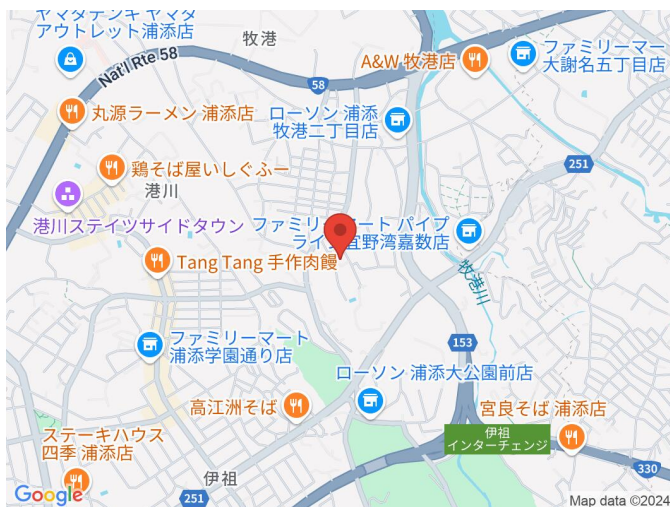 ヤマダデンキ ヤマダ
アウトレット浦添店
牧港
A&W 牧港店
ファミリーマー
大謝名五丁目店
Nat'l Rte 58
58
丸源ラーメン 浦添店
ローソン 浦添
牧港二丁目店
251
鶏そば屋いしぐふー
港川
港川ステイツサイドタウン
ファミリーマート パイプ
ライン宜野湾嘉数店
Tang Tang 手作肉饅
牧港川
ファミリーマート
浦添学園通り店
153
ローソン 浦添大公園前店
高江洲そば
宮良そば 浦添店
伊祖
インターチェンジ
ステーキハウス
四季 浦添店
伊祖
251
330
Google
Map data ©2024